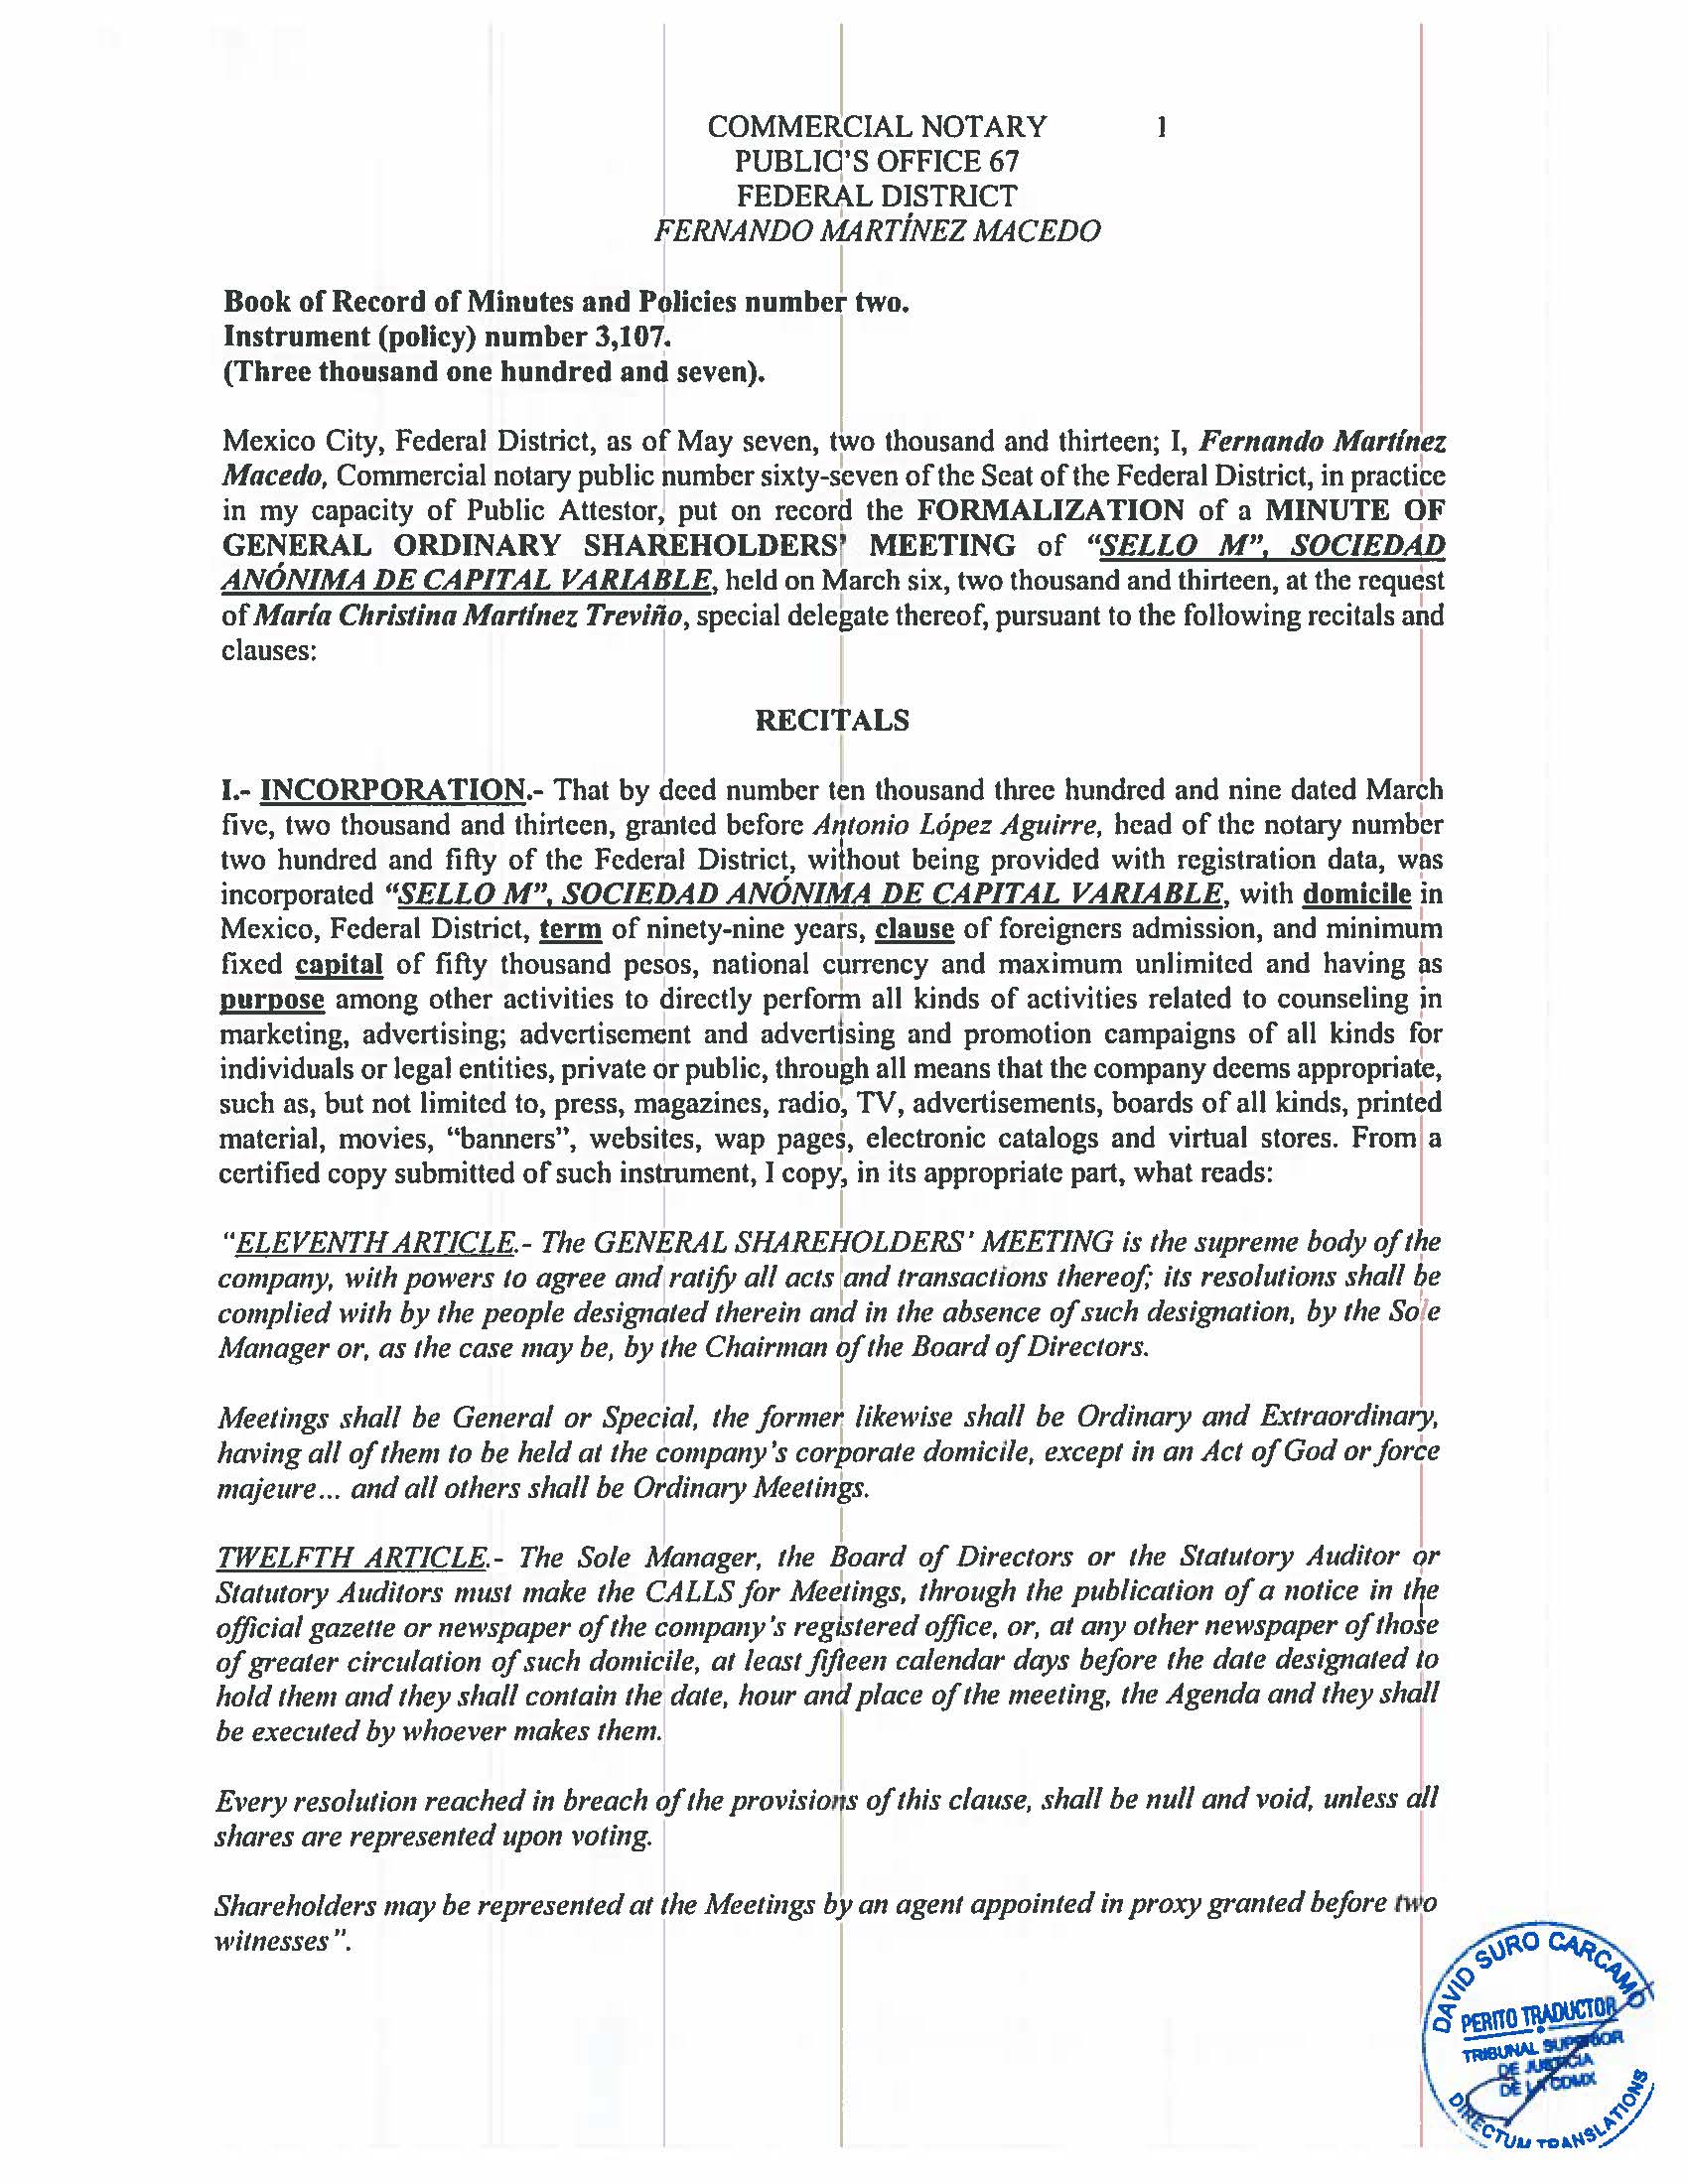 COMMERCIAL NOTARY 1
PUBLIC'S OFFICE 67
FEDERAL DISTRICT
FERNANDO MARTÍNEZ MACEDO
Book of Record of Minutes and Policies number two.
Instrument (policy) number 3,107.
(Three thousand one hundred and seven).
Mexico City, Federal District, as of May seven, two thousand and thirteen; I, Fernando Martínez
Macedo, Commercial notary public number sixty-seven of the Seat of the Federal District, in practice
in my capacity of Public Attestor, put on record the FORMALIZATION of a MINUTE OF
GENERAL ORDINARY SHAREHOLDERS' MEETING of "SELLO M", SOCIEDAD
ANÓNIMA DE CAPITAL VARIABLE, held on March six, two thousand and thirteen, at the request
of María Christina Martínez Treviño, special delegate thereof, pursuant to the following recitals and
clauses:
RECITALS
I.- INCORPORATION.- That by deed number ten thousand three hundred and nine dated March
five, two thousand and thirteen, granted before Antonio López Aguirre, head of the notary number
two hundred and fifty of the Federal District, without being provided with registration data, was
incorporated "SELLO M", SOCIEDAD ANÓNIMA DE CAPITAL VARIABLE, with domicile in
Mexico, Federal District, term of ninety-nine years, clause of foreigners admission, and minimum
fixed capital of fifty thousand pesos, national currency and maximum unlimited and having as
purpose among other activities to directly perform all kinds of activities related to counseling in
marketing, advertising; advertisement and advertising and promotion campaigns of all kinds for
individuals or legal entities, private or public, through all means that the company deems appropriate,
such as, but not limited to, press, magazines, radio, TV, advertisements, boards of all kinds, printed
material, movies, "banners", websites, wap pages, electronic catalogs and virtual stores. From a
certified copy submitted of such instrument, I copy, in its appropriate part, what reads:
"ELEVENTH ARTICLE.- The GENERAL SHAREHOLDERS' MEETING is the supreme body of the
company, with powers to agree and ratify all acts and transactions thereof; its resolutions shall be
complied with by the people designated therein and in the absence of such designation, by the Sole
Manager or, as the case may be, by the Chairman of the Board of Directors.
Meetings shall be General or Special, the former likewise shall be Ordinary and Extraordinary,
having all of them to be held at the company's corporate domicile, except in an Act of God or force
majeure... and all others shall be Ordinary Meetings.
TWELFTH ARTICLE.- The Sole Manager, the Board of Directors or the Statutory Auditor or
Statutory Auditors must make the CALLS for Meetings, through the publication of a notice in the
official gazette or newspaper of the company's registered office, or, at any other newspaper of those
of greater circulation of such domicile, at least fifteen calendar days before the date designated to
hold them and they shall contain the date, hour and place of the meeting, the Agenda and they shall
be executed by whoever makes them.
Every resolution reached in breach of the provisions of this clause, shall be null and void, unless all
shares are represented upon voting.
Shareholders may be represented at the Meetings by an agent appointed in proxy granted before two
witnesses".
DAVID SURO CARCAMO
PERITO TRADUCTOR
TRIBUNAL SUPERIOR
DE JUSTICIA
DE LA CDMX
DIRECTUM TRANSLATIONS